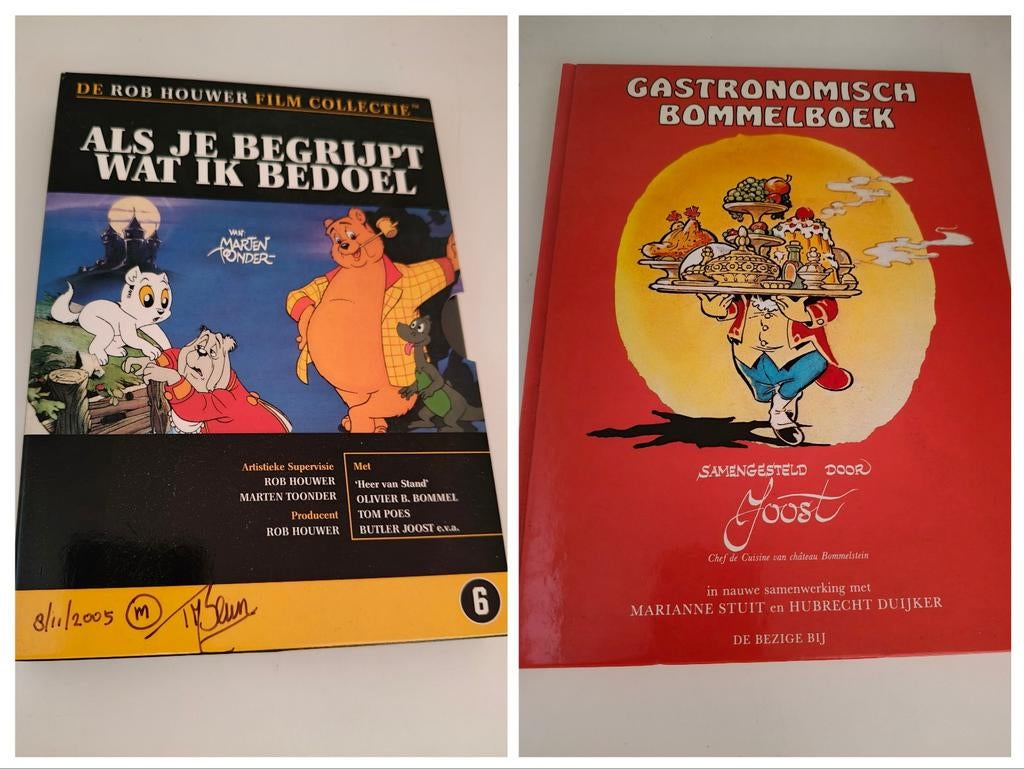 DE ROB HOUWER FILM COLLECTIE™
ALS JE BEGRIJPT
WAT IK BEDOEL
VAN
MARTEN
TOONDER
Artistieke Supervisie
ROB HOUWER
MARTEN TOONDER
Producent
ROB HOUWER
Met
'Heer van Stand'
OLIVIER B. BOMMEL
TOM POES
BUTLER JOOST e.v.a.
8/11/2005 M
6
GASTRONOMISCH
BOMMELBOEK
SAMENGESTELD DOOR
Joost
Chef de Cuisine van château Bommelstein
in nauwe samenwerking met
MARIANNE STUIT en HUBRECHT DUIJKER
DE BEZIGE BIJ